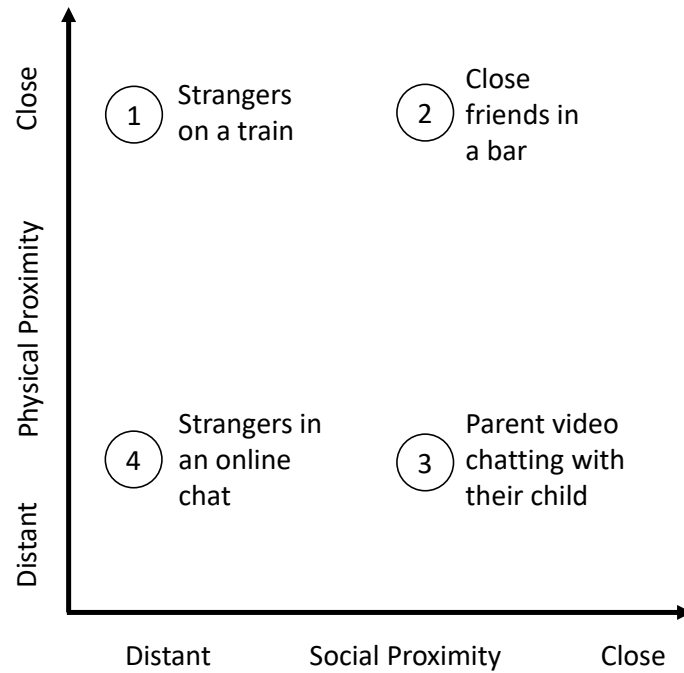 Close
Physical Proximity
Distant
1
Strangers
on a train
2
Close
friends in
a bar
4
Strangers in
an online
chat
3
Parent video
chatting with
their child
Distant
Social Proximity
Close